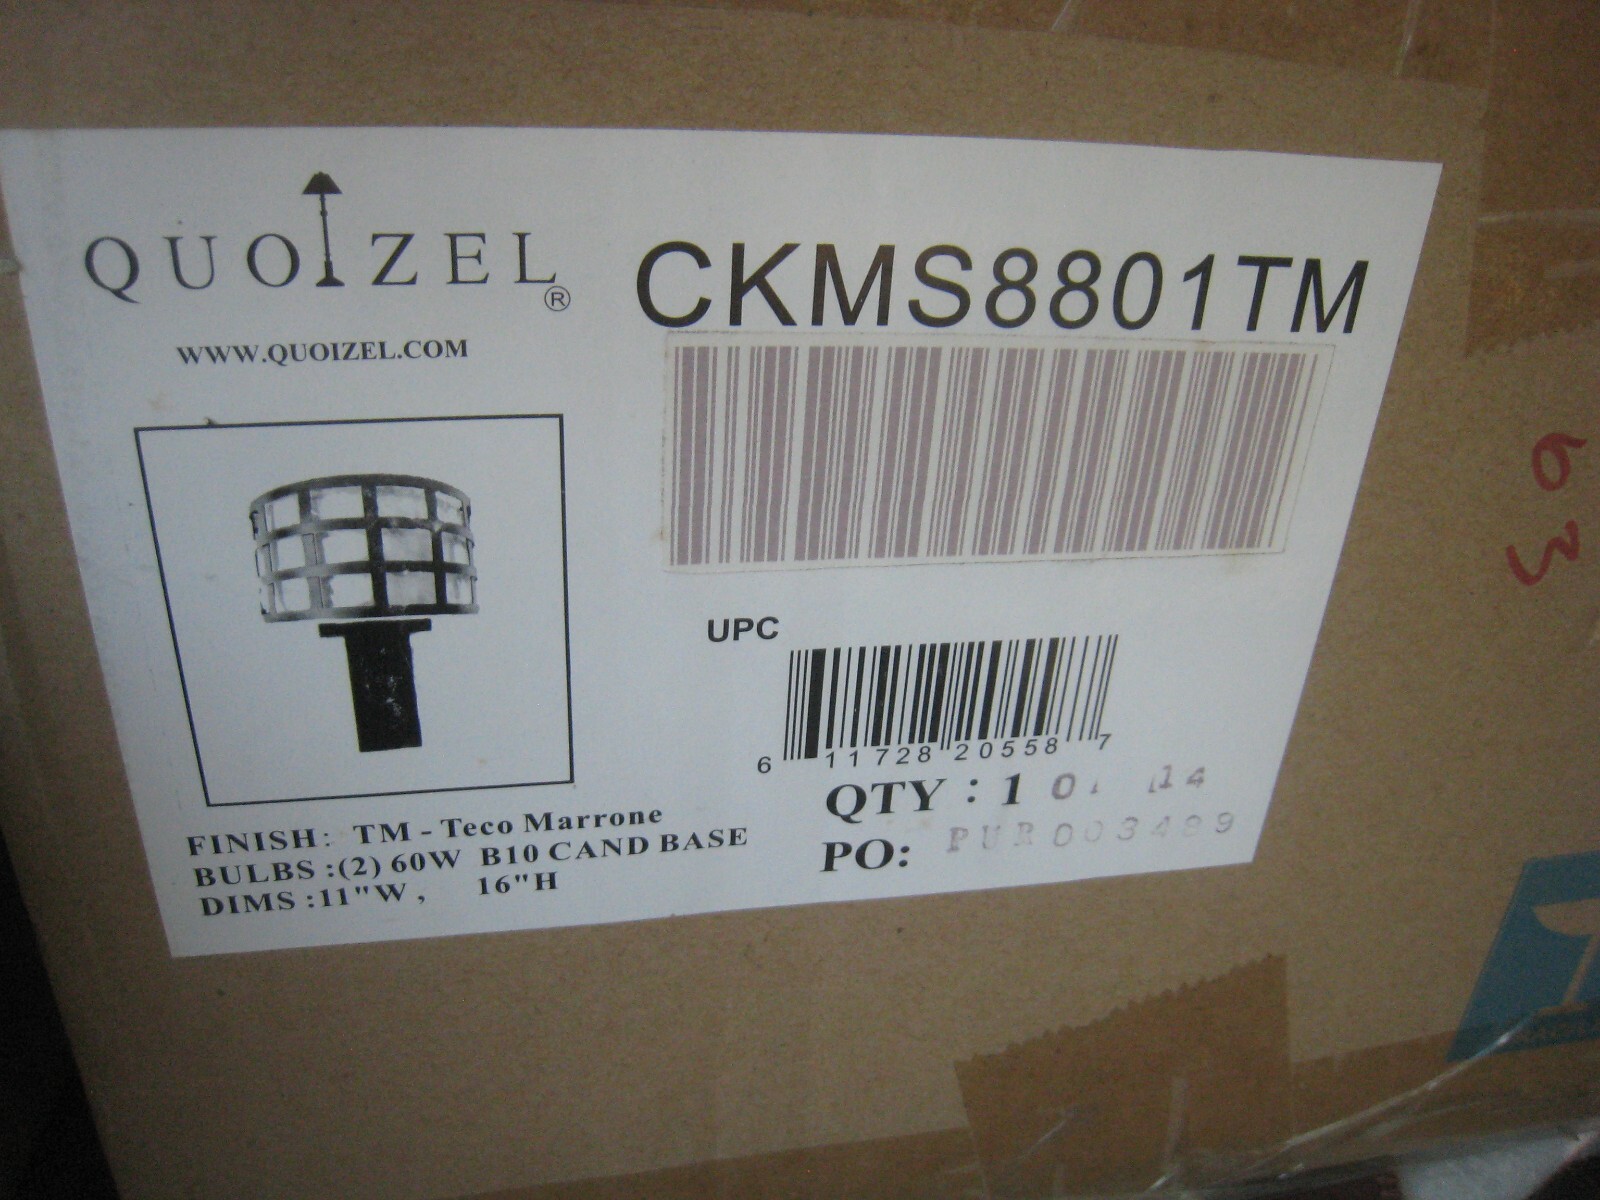 QUOIZEL®
WWW.QUOIZEL.COM
CKMS8801TM
UPC
6 11728 20558 7
QTY : 1
PO: PUR003499
FINISH: TM - Teco Marrone
BULBS :(2) 60W B10 CAND BASE
DIMS :11"W , 16"H